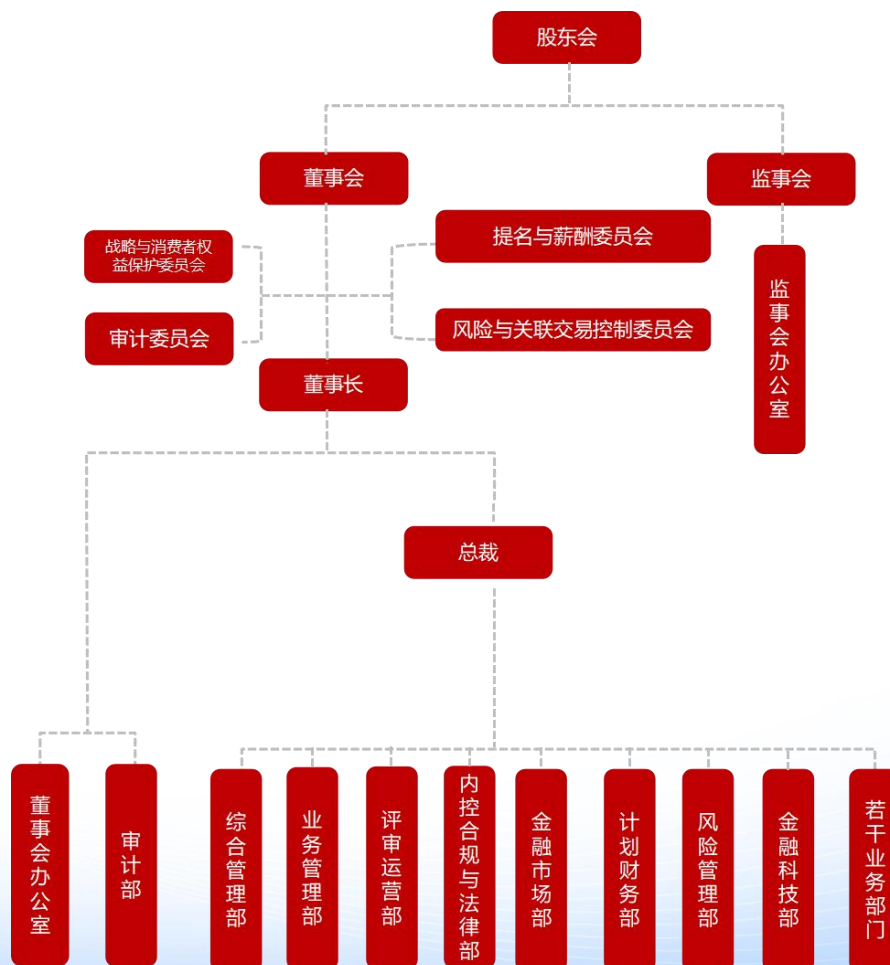 股东会
董事会
监事会
战略与消费者权
益保护委员会
提名与薪酬委员会
审计委员会
风险与关联交易控制委员会
监事会办公室
董事长
总裁
董事会办公室
审计部
综合管理部
业务管理部
评审运营部
内控合规与法律部
金融市场部
计划财务部
风险管理部
金融科技部
若干业务部门